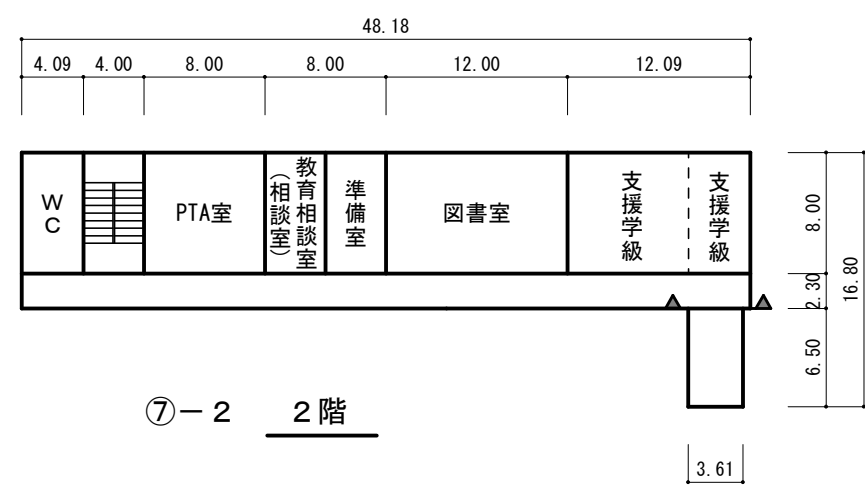 48.18
4.09 4.00 8.00 8.00 12.00 12.09
WC
PTA室
教育相談室
(相談室)
準備室
図書室
支援学級
支援学級
8.00
2.30
16.80
6.50
⑦－２ ２階
3.61